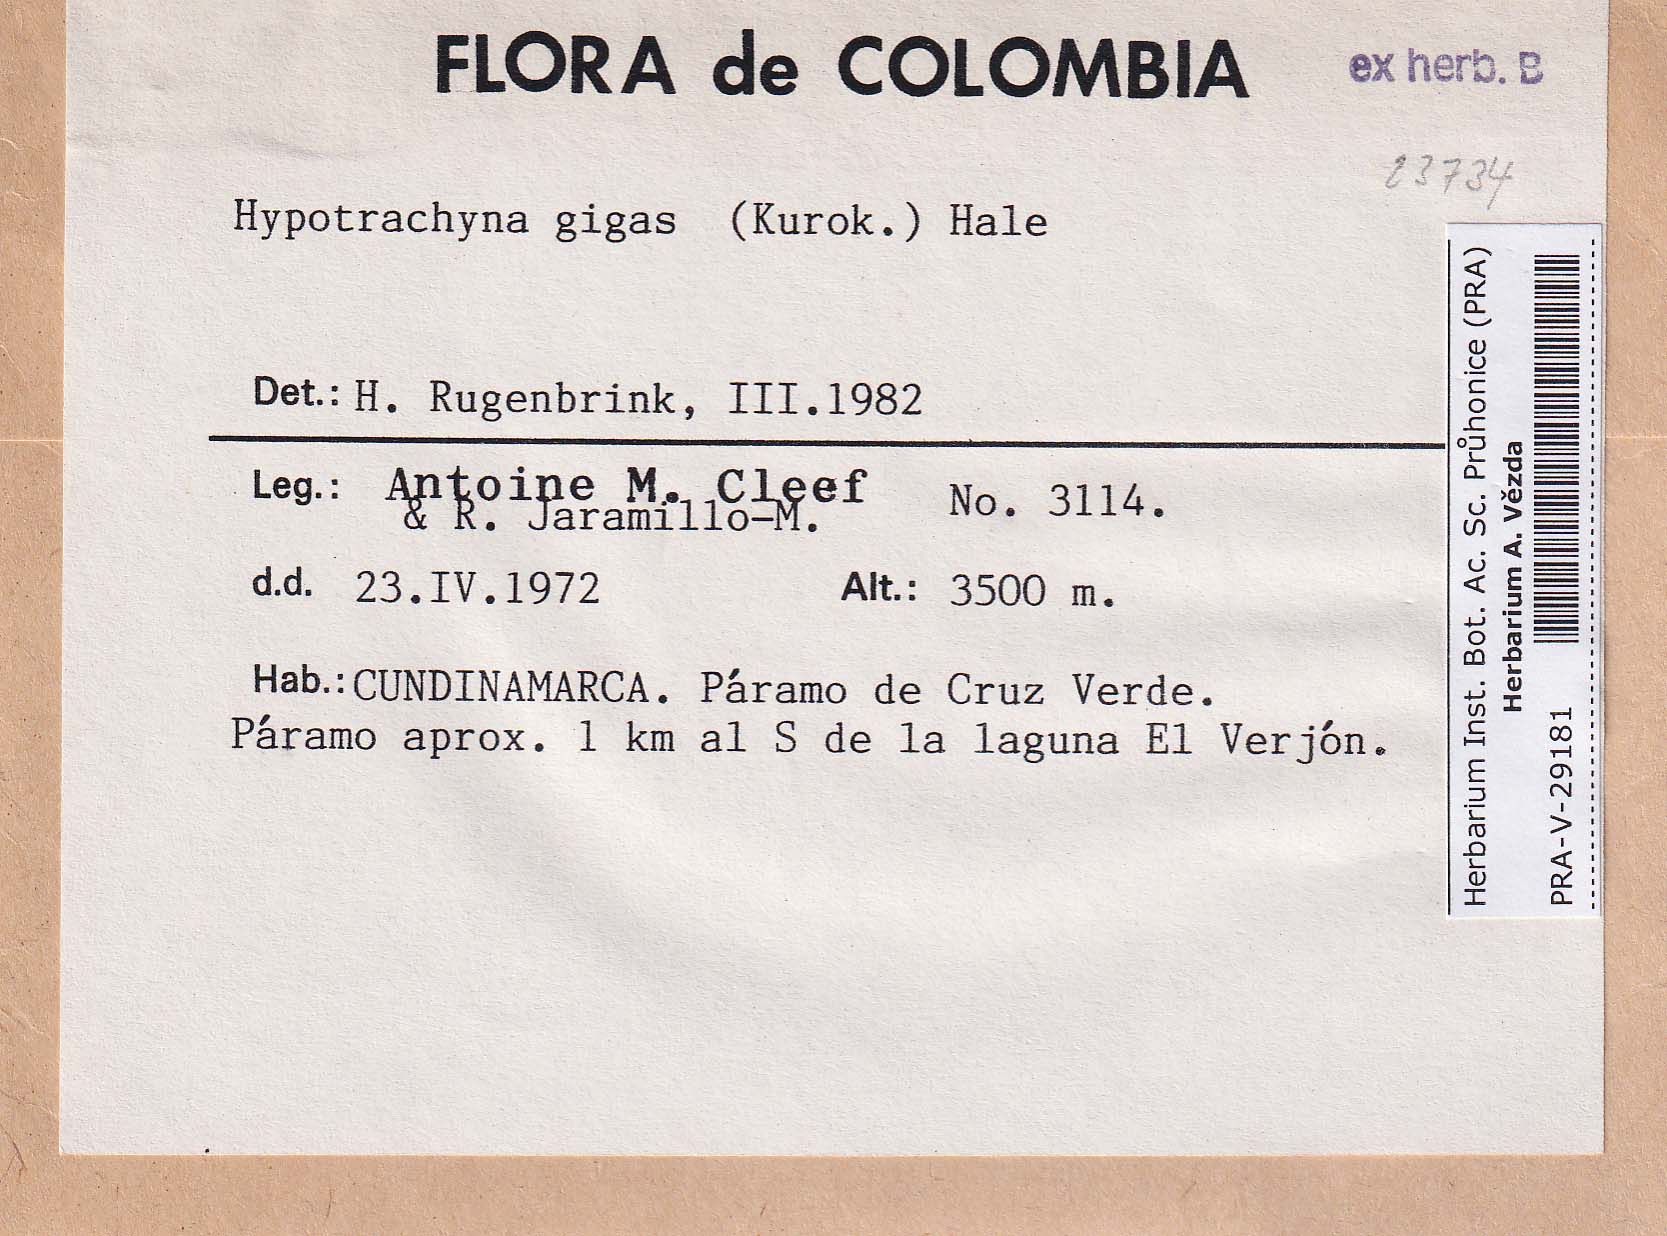 FLORA de COLOMBIA
ex herb. B
23734
Hypotrachyna gigas (Kurok.) Hale
Det.: H. Rugenbrink, III.1982
Leg.: Antoine M. Cleef No. 3114.
& R. Jaramillo-M.
d.d. 23.IV.1972 Alt.: 3500 m.
Hab.: CUNDINAMARCA. Páramo de Cruz Verde.
Páramo aprox. 1 km al S de la laguna El Verjón.
Herbarium Inst. Bot. Ac. Sc. Průhonice (PRA)
Herbarium A. Vězda
PRA-V-29181